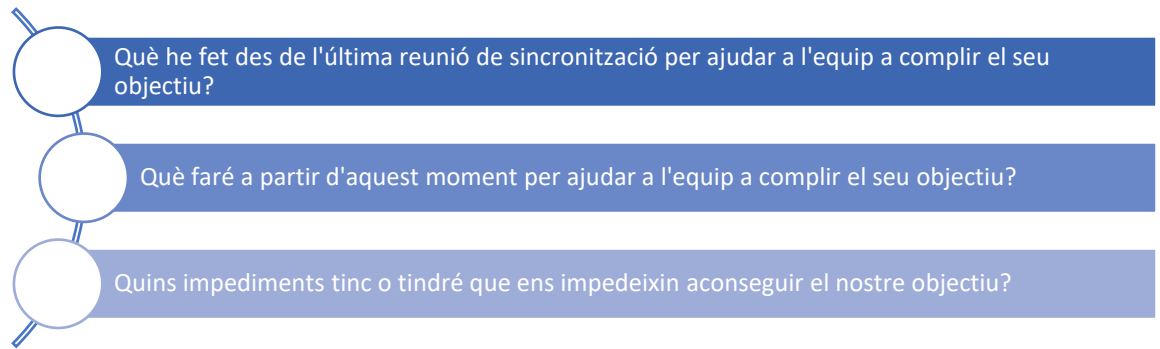 Què he fet des de l'última reunió de sincronització per ajudar a l'equip a complir el seu
objectiu?
Què faré a partir d'aquest moment per ajudar a l'equip a complir el seu objectiu?
Quins impediments tinc o tindré que ens impedeixin aconseguir el nostre objectiu?